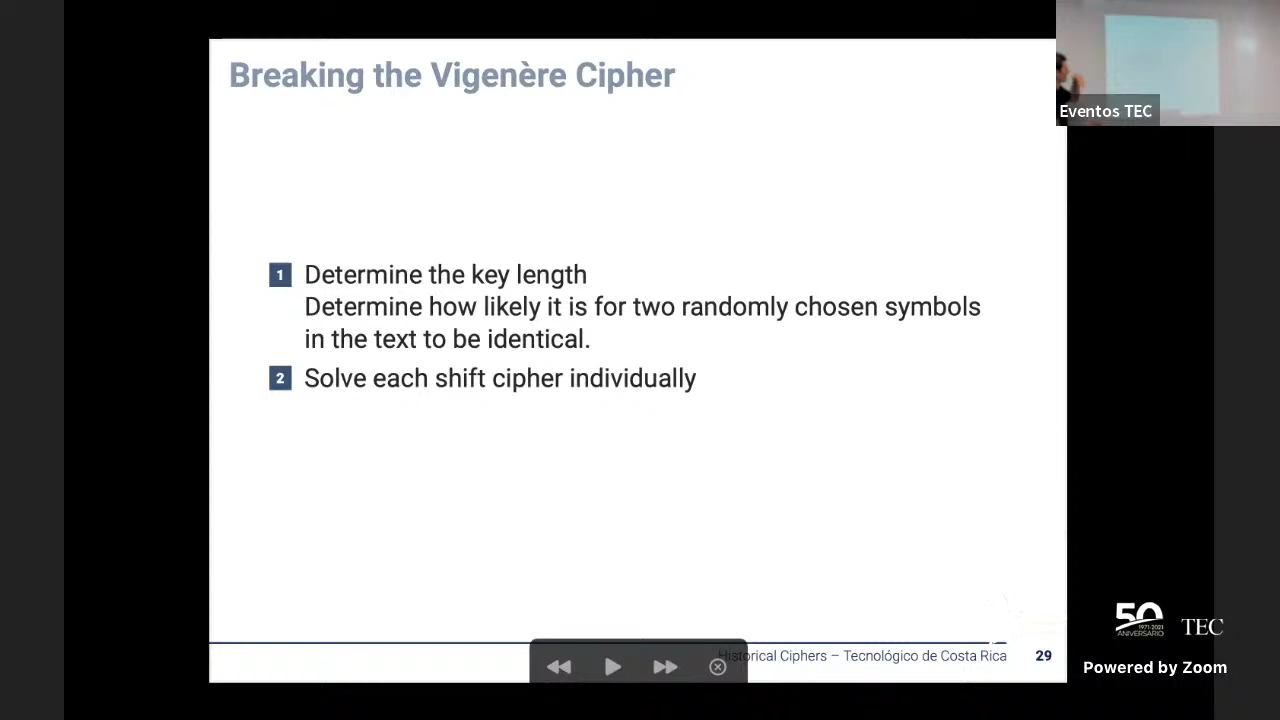 Breaking the Vigenère Cipher
Eventos TEC
1 Determine the key length
Determine how likely it is for two randomly chosen symbols
in the text to be identical.
2 Solve each shift cipher individually
50
1971-2021
ANIVERSARIO
TEC
Historical Ciphers – Tecnológico de Costa Rica 29
Powered by Zoom